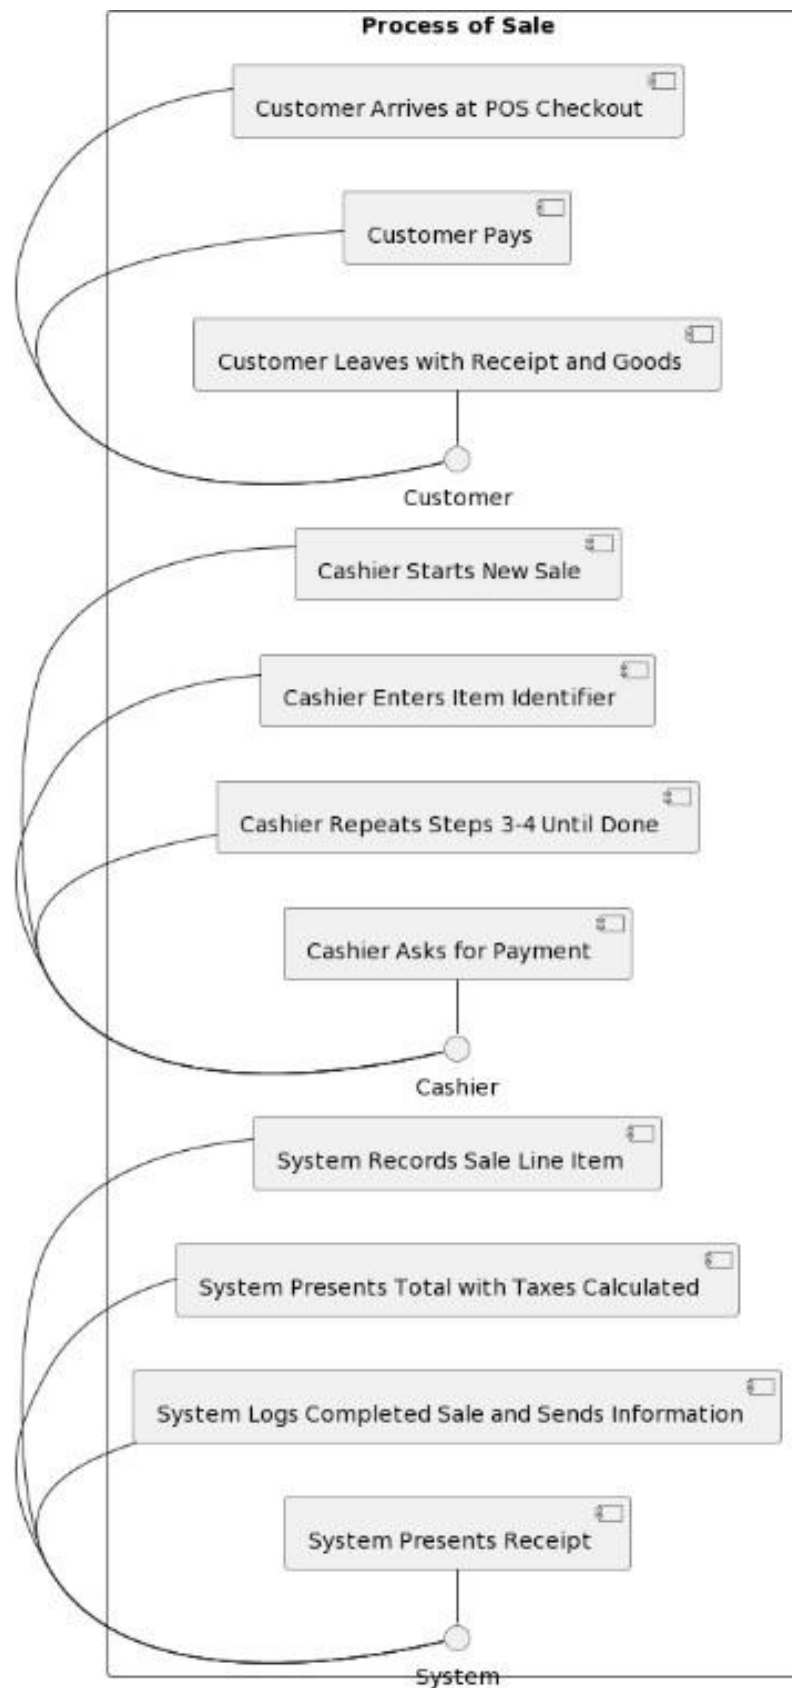 Process of Sale
Customer Arrives at POS Checkout
Customer Pays
Customer Leaves with Receipt and Goods
Customer
Cashier Starts New Sale
Cashier Enters Item Identifier
Cashier Repeats Steps 3-4 Until Done
Cashier Asks for Payment
Cashier
System Records Sale Line Item
System Presents Total with Taxes Calculated
System Logs Completed Sale and Sends Information
System Presents Receipt
System